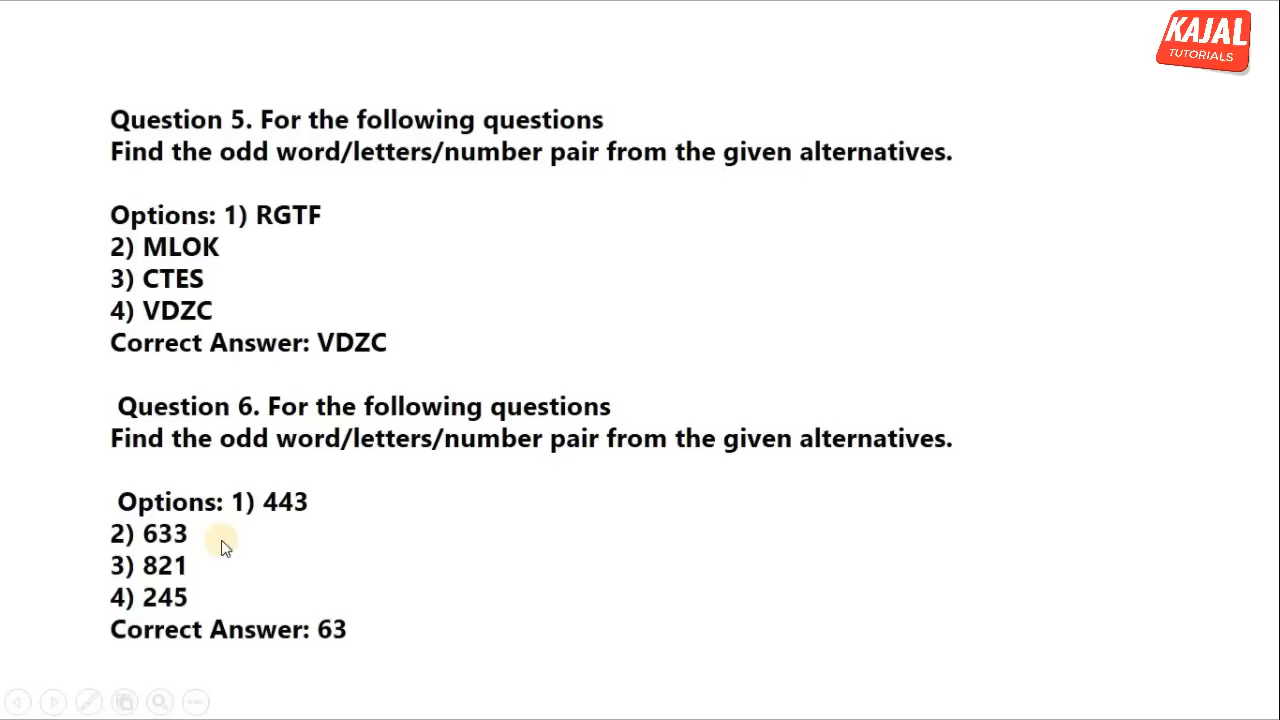 KAJAL
TUTORIALS
Question 5. For the following questions
Find the odd word/letters/number pair from the given alternatives.
Options: 1) RGTF
2) MLOK
3) CTES
4) VDZC
Correct Answer: VDZC
Question 6. For the following questions
Find the odd word/letters/number pair from the given alternatives.
Options: 1) 443
2) 633
3) 821
4) 245
Correct Answer: 63